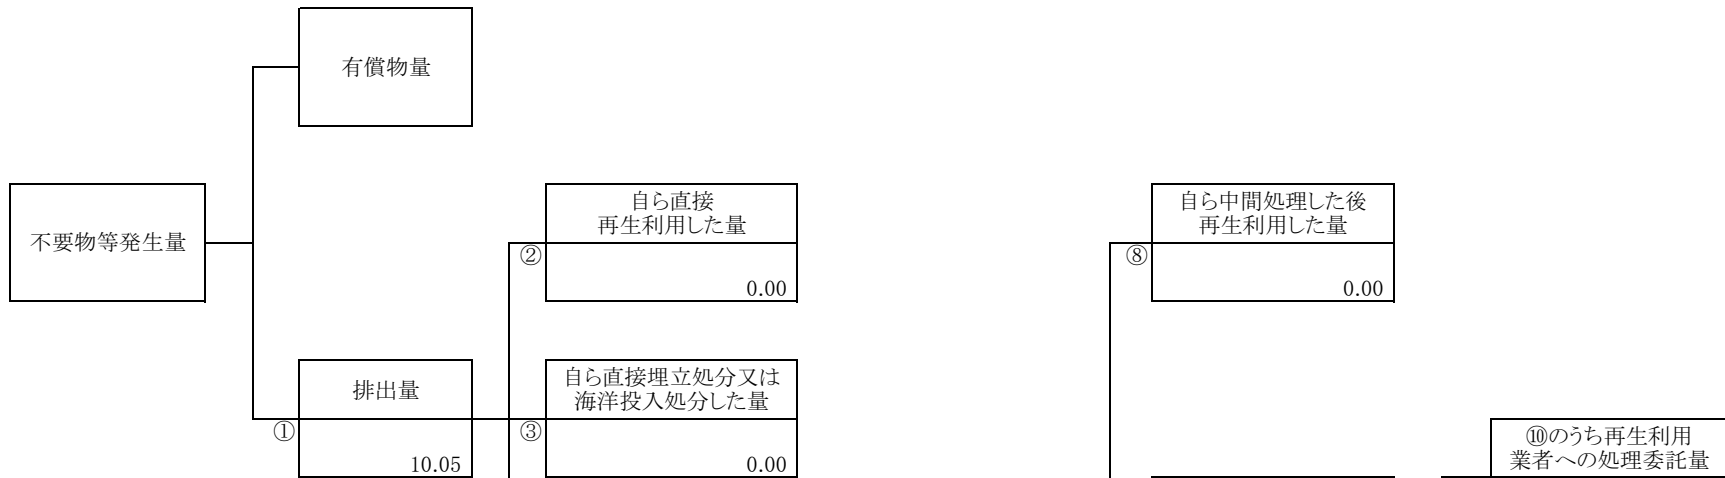 有償物量
不要物等発生量
自ら直接
再生利用した量
②
0.00
自ら中間処理した後
再生利用した量
⑧
0.00
排出量
①
10.05
自ら直接埋立処分又は
海洋投入処分した量
③
0.00
⑩のうち再生利用
業者への処理委託量